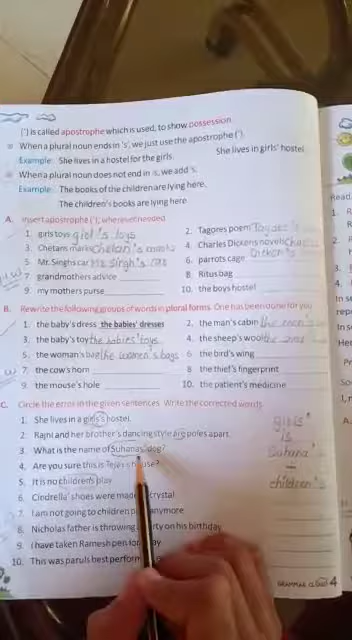 (') is called apostrophe which is used, to show possession.
When a plural noun ends in 's', we just use the apostrophe (').
Example: She lives in a hostel for the girls. She lives in girls' hostel
When a plural noun does not end in 's, we add 's.
Example: The books of the children are lying here.
The children's books are lying here.
A. Insert apostrophe ('), wherever needed
1. girls toys girl's toys 2. Tagores poem Tagore's
3. Chetans marks Chetan's marks 4. Charles Dickens novels Charles Dicken's
5. Mr. Singhs car Mr. Singh's car 6. parrots cage
7. grandmothers advice 8. Ritus bag
9. my mothers purse 10. the boys hostel
B. Rewrite the following groups of words in plural forms. One has been done for you
1. the baby's dress the babies' dresses 2. the man's cabin the men's
3. the baby's toy the babies' toys 4. the sheep's wool the
5. the woman's bag the women's bags 6. the bird's wing
7. the cow's horn 8. the thief's fingerprint
9. the mouse's hole 10. the patient's medicine
C. Circle the error in the given sentences. Write the corrected words.
1. She lives in a girls's hostel. girls'
2. Rajni and her brother's dancing style are poles apart. is
3. What is the name of Suhanas' dog? Suhana's
4. Are you sure this is Tejas's house? —
5. It is no childrens play children's
6. Cindrella' shoes were made crystal
7. I am not going to children p anymore
8. Nicholas father is throwing a party on his birthday
9. I have taken Ramesh pen for day
10. This was paruls best perform
GRAMMAR 4